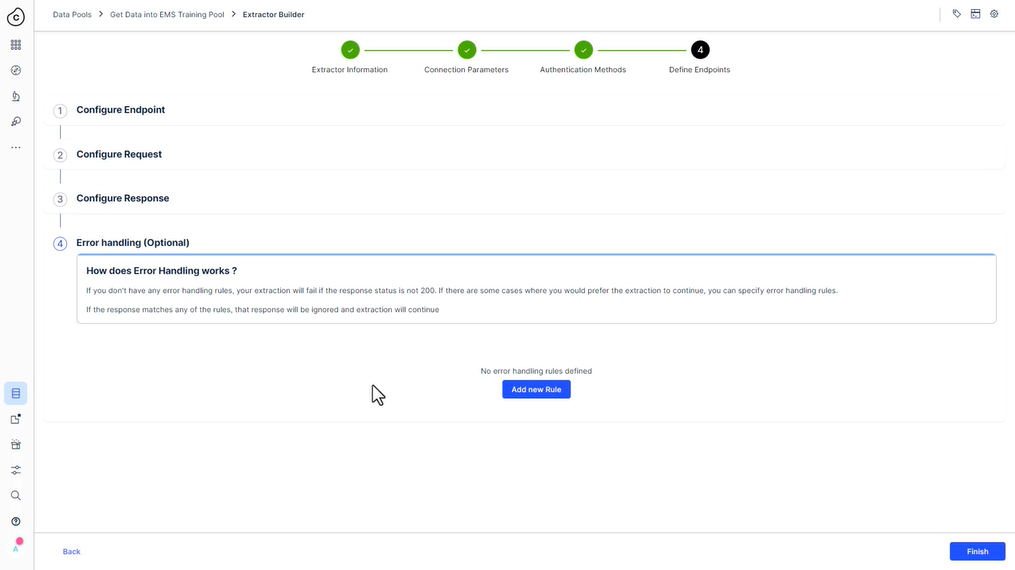 Data Pools > Get Data into EMS Training Pool > Extractor Builder
4
Extractor Information
Connection Parameters
Authentication Methods
Define Endpoints
1 Configure Endpoint
2 Configure Request
3 Configure Response
4 Error handling (Optional)
How does Error Handling works ?
If you don't have any error handling rules, your extraction will fail if the response status is not 200. If there are some cases where you would prefer the extraction to continue, you can specify error handling rules.
If the response matches any of the rules, that response will be ignored and extraction will continue
No error handling rules defined
Add new Rule
A
Back
Finish